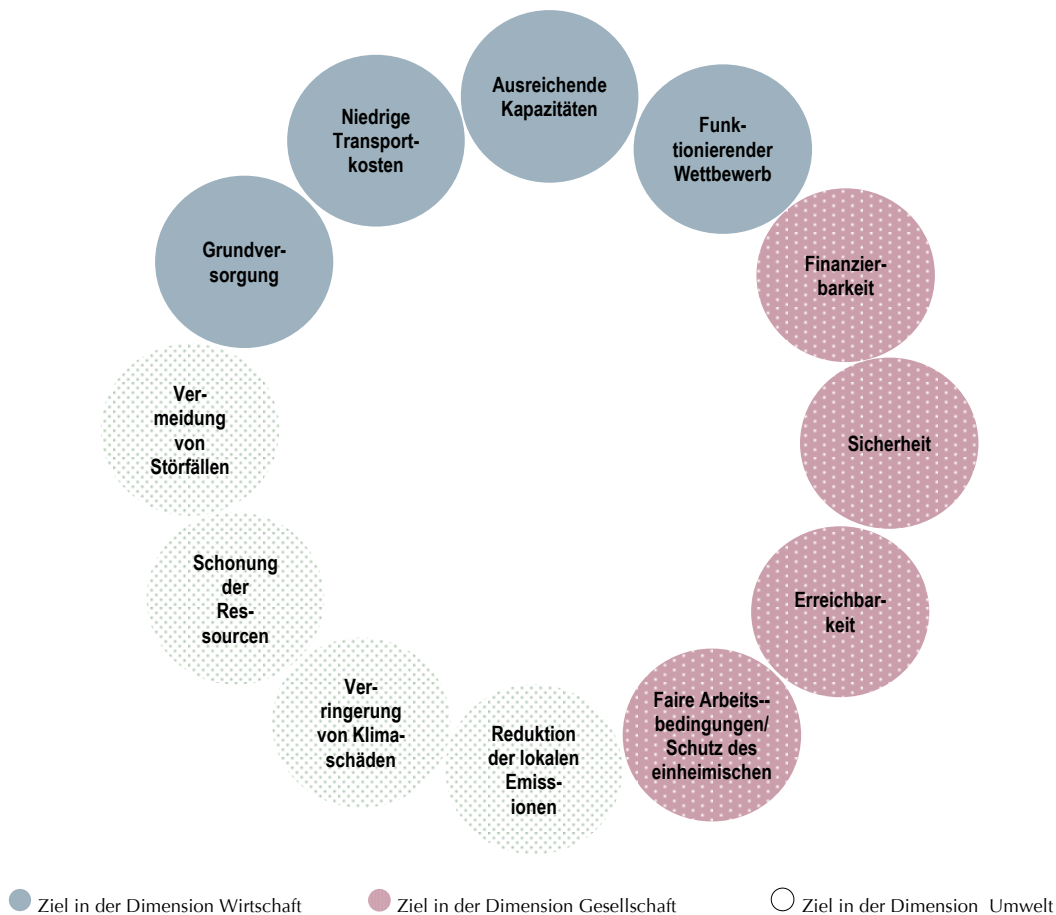 Ausreichende
Kapazitäten
Niedrige
Transport-
kosten
Funk-
tionierender
Wettbewerb
Grundver-
sorgung
Finanzier-
barkeit
Ver-
meidung
von
Störfällen
Sicherheit
Schonung
der
Res-
sourcen
Erreichbar-
keit
Ver-
ringerung
von Klima-
schäden
Reduktion
der lokalen
Emiss-
ionen
Faire Arbeits--
bedingungen/
Schutz des
einheimischen
Ziel in der Dimension Wirtschaft
Ziel in der Dimension Gesellschaft
Ziel in der Dimension Umwelt